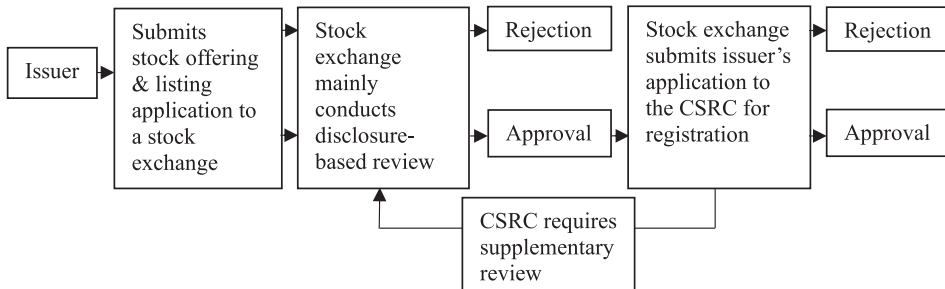 Issuer
Submits
stock offering
& listing
application to
a stock
exchange
Stock
exchange
mainly
conducts
disclosure-
based review
Rejection
Approval
Stock exchange
submits issuer's
application to
the CSRC for
registration
Rejection
Approval
CSRC requires
supplementary
review